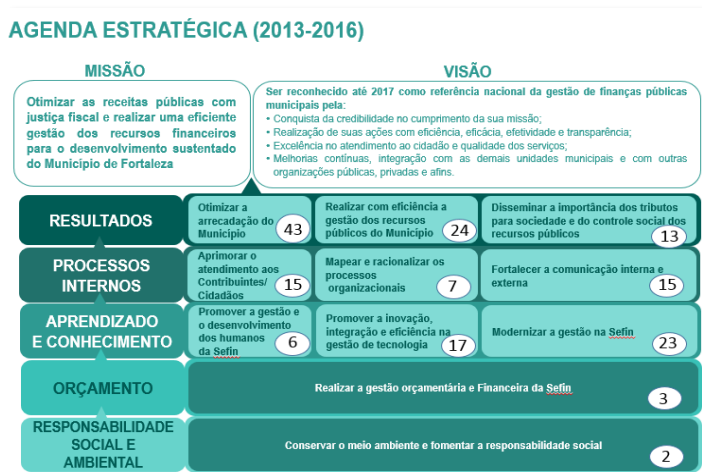 AGENDA ESTRATÉGICA (2013-2016)
MISSÃO
Otimizar as receitas públicas com
justiça fiscal e realizar uma eficiente
gestão dos recursos financeiros
para o desenvolvimento sustentado
do Municipio de Fortaleza
VISÃO
Ser reconhecido até 2017 como referência nacional da gestão de finanças públicas
municipais pela:
• Conquista da credibilidade no cumprimento da sua missão;
• Realização de suas ações com eficiência, eficácia, efetividade e transparência;
• Excelência no atendimento ao cidadão e qualidade dos serviços;
• Melhorias contínuas, integração com as demais unidades municipais e com outras
organizações públicas, privadas e afins.
RESULTADOS
Otimizar a
arrecadação do
Municipio
43
Realizar com eficiência a
gestão dos recursos
públicos do Municipio
24
Disseminar a importância dos tributos
para sociedade e do controle social dos
recursos públicos
13
PROCESSOS
INTERNOS
Aprimorar o
atendimento aos
Contribuintes/
Cidadãos
15
Mapear e racionalizar os
processos
organizacionais
7
Fortalecer a comunicação interna e
externa
15
APRENDIZADO
E CONHECIMENTO
Promover a gestão e
o desenvolvimento
dos humanos
da Sefin
6
Promover a inovação,
integração e eficiência na
gestão de tecnologia
17
Modernizar a gestão na Sefin
23
ORÇAMENTO
Realizar a gestão orçamentária e Financeira da Sefin
3
RESPONSABILIDADE
SOCIAL E
AMBIENTAL
Conservar o meio ambiente e fomentar a responsabilidade social
2